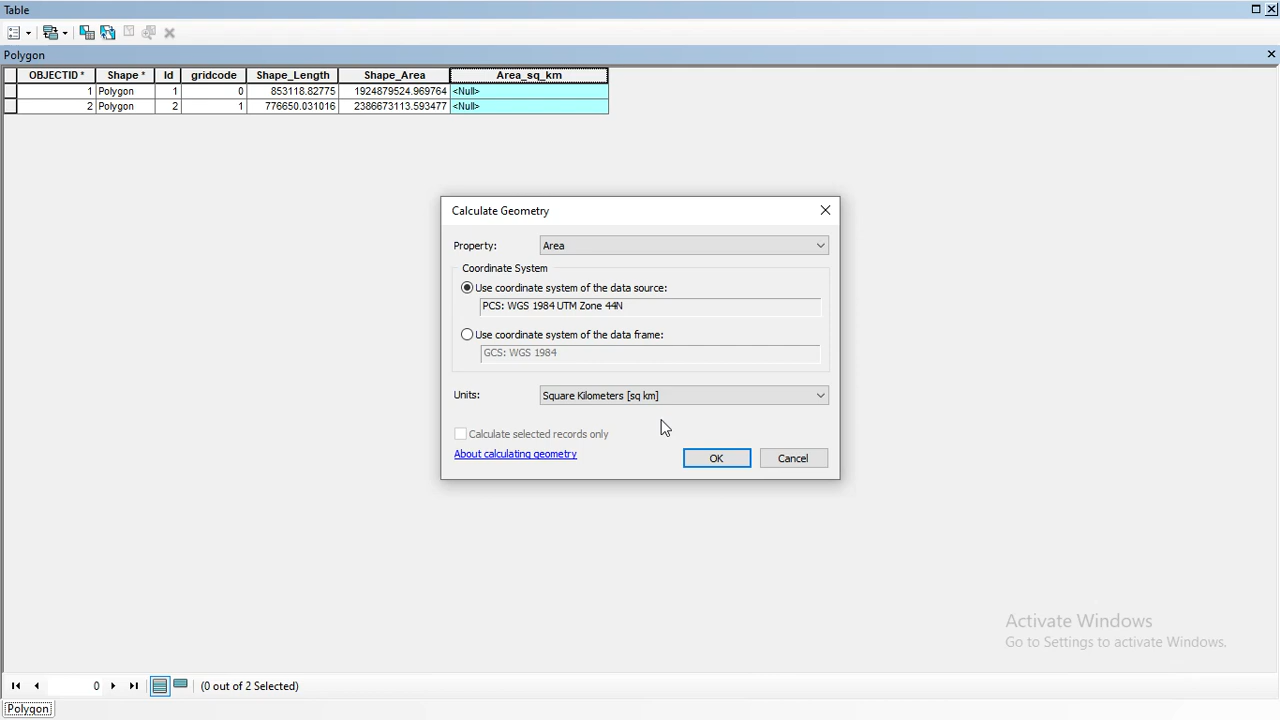 Table
Polygon
OBJECTID * Shape * Id gridcode Shape_Length Shape_Area Area_sq_km
1 Polygon 1 0 853118.82775 1924879524.969764 <Null>
2 Polygon 2 1 776650.031016 2386673113.593477 <Null>
Calculate Geometry
Property: Area
Coordinate System
Use coordinate system of the data source:
PCS: WGS 1984 UTM Zone 44N
Use coordinate system of the data frame:
GCS: WGS 1984
Units: Square Kilometers [sq km]
Calculate selected records only
About calculating geometry
OK Cancel
Activate Windows
Go to Settings to activate Windows.
0 (0 out of 2 Selected)
Polygon